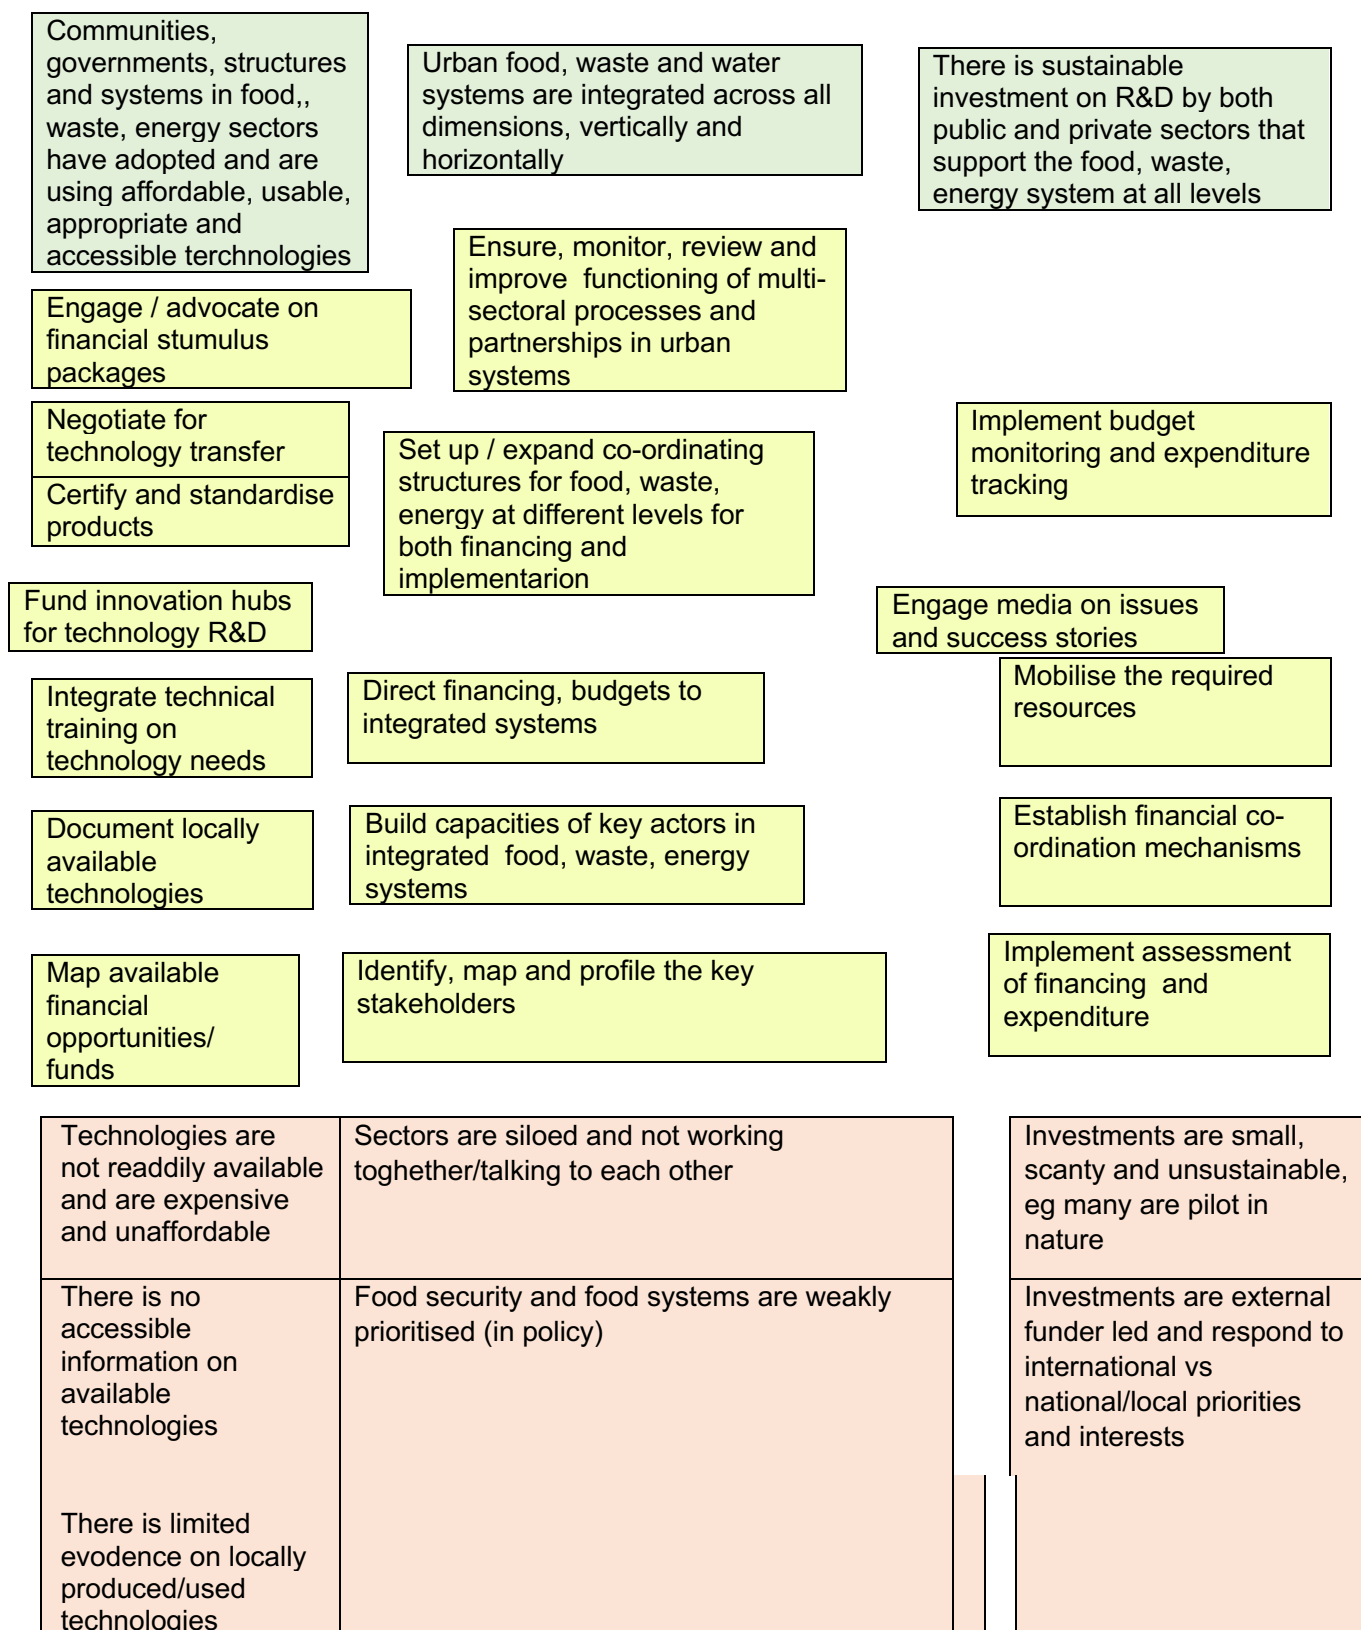 Communities,
governments, structures
and systems in food,,
waste, energy sectors
have adopted and are
using affordable, usable,
appropriate and
accessible terchnologies
Urban food, waste and water
systems are integrated across all
dimensions, vertically and
horizontally
There is sustainable
investment on R&D by both
public and private sectors that
support the food, waste,
energy system at all levels
Ensure, monitor, review and
improve  functioning of multi-
sectoral processes and
partnerships in urban
systems
Engage / advocate on
financial stumulus
packages
Negotiate for
technology transfer
Certify and standardise
products
Set up / expand co-ordinating
structures for food, waste,
energy at different levels for
both financing and
implementarion
Implement budget
monitoring and expenditure
tracking
Fund innovation hubs
for technology R&D
Engage media on issues
and success stories
Integrate technical
training on
technology needs
Direct financing, budgets to
integrated systems
Mobilise the required
resources
Document locally
available
technologies
Build capacities of key actors in
integrated  food, waste, energy
systems
Establish financial co-
ordination mechanisms
Map available
financial
opportunities/
funds
Identify, map and profile the key
stakeholders
Implement assessment
of financing  and
expenditure
Technologies are
not readdily available
and are expensive
and unaffordable
Sectors are siloed and not working
toghether/talking to each other
Investments are small,
scanty and unsustainable,
eg many are pilot in
nature
There is no
accessible
information on
available
technologies
Food security and food systems are weakly
prioritised (in policy)
Investments are external
funder led and respond to
international vs
national/local priorities
and interests
There is limited
evodence on locally
produced/used
technologies